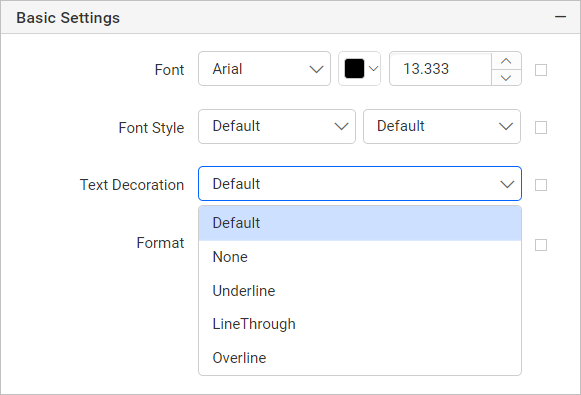 Basic Settings
Font Arial 13.333
Font Style Default Default
Text Decoration Default
Default
Format
None
Underline
LineThrough
Overline